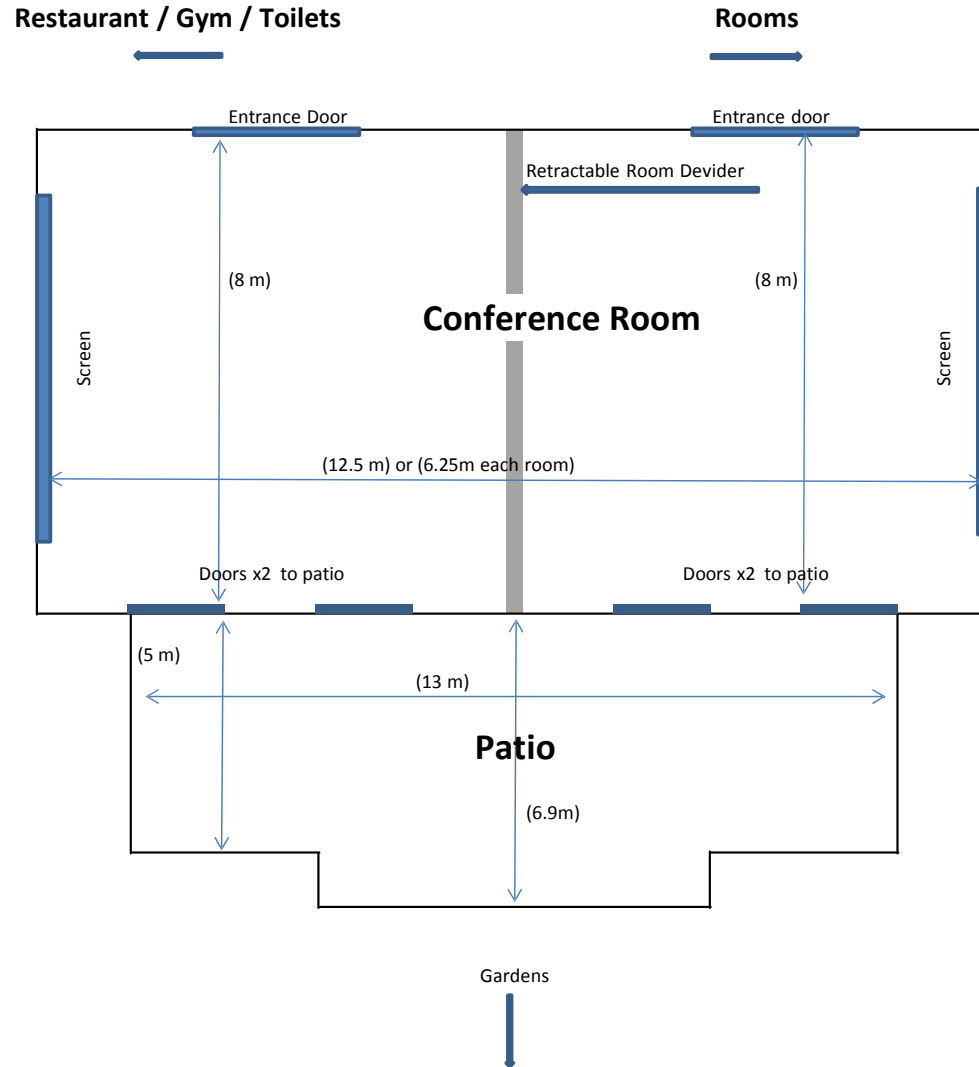 Restaurant / Gym / Toilets
Rooms
Entrance Door
Entrance door
Retractable Room Devider
(8 m)
(8 m)
Conference Room
Screen
Screen
(12.5 m) or (6.25m each room)
Doors x2 to patio
Doors x2 to patio
(5 m)
(13 m)
Patio
(6.9m)
Gardens